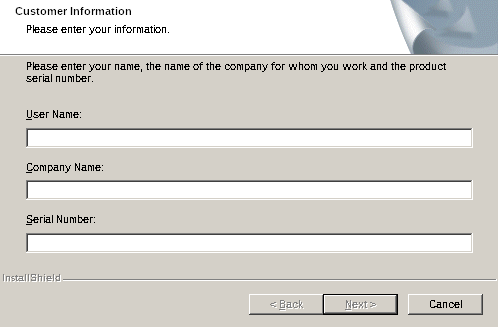 Customer Information
Please enter your information.
Please enter your name, the name of the company for whom you work and the product
serial number.
User Name:
Company Name:
Serial Number:
InstallShield
< Back
Next >
Cancel